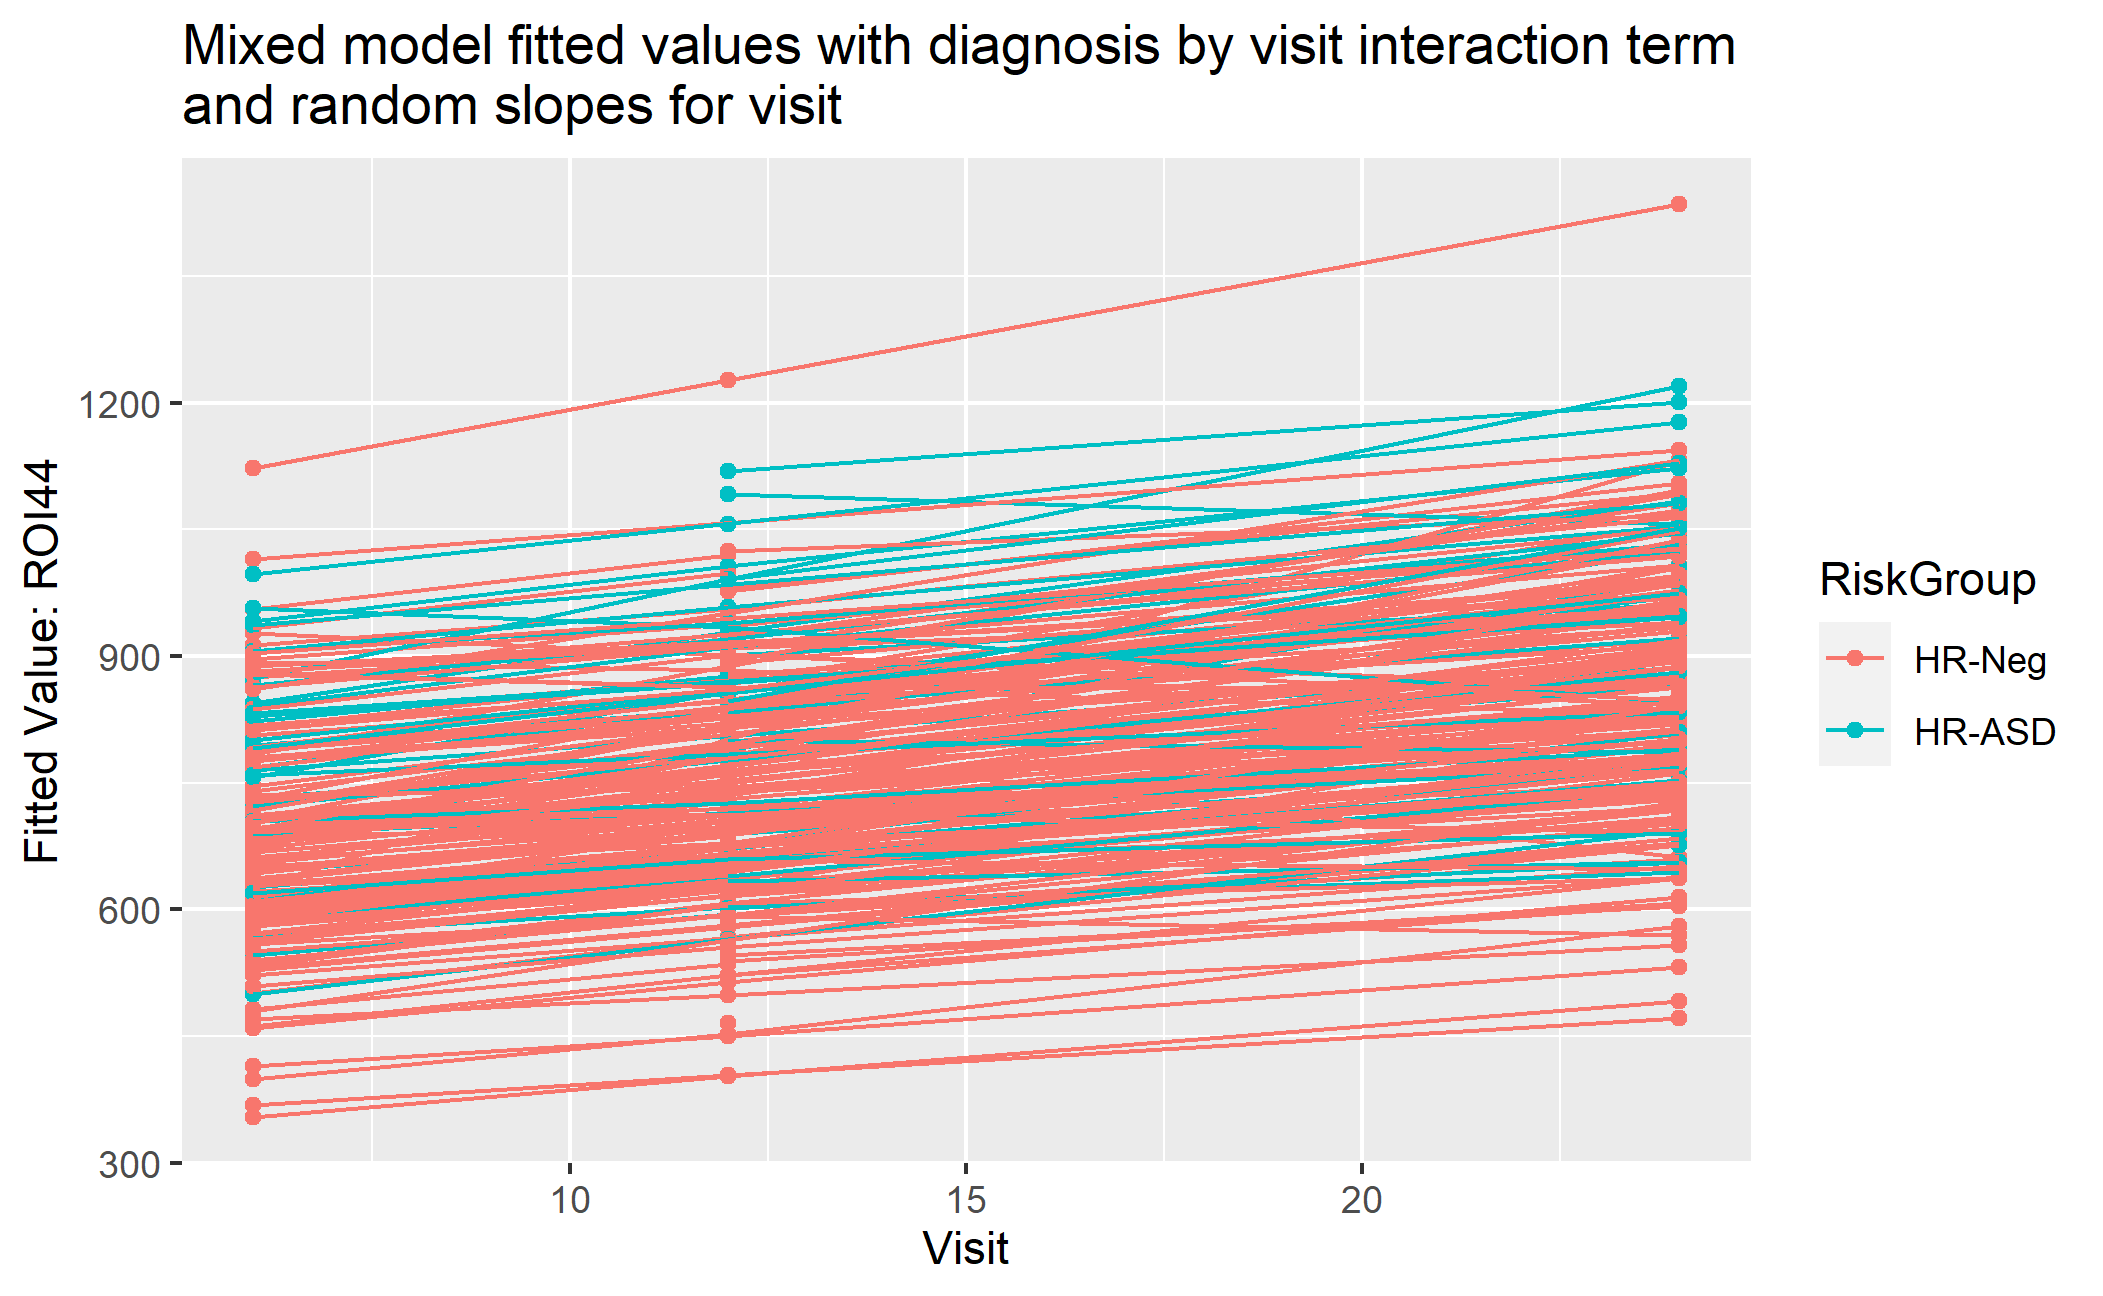 Mixed model fitted values with diagnosis by visit interaction term
and random slopes for visit
Fitted Value: ROI44
1200
900
600
300
10
15
20
Visit
RiskGroup
HR-Neg
HR-ASD